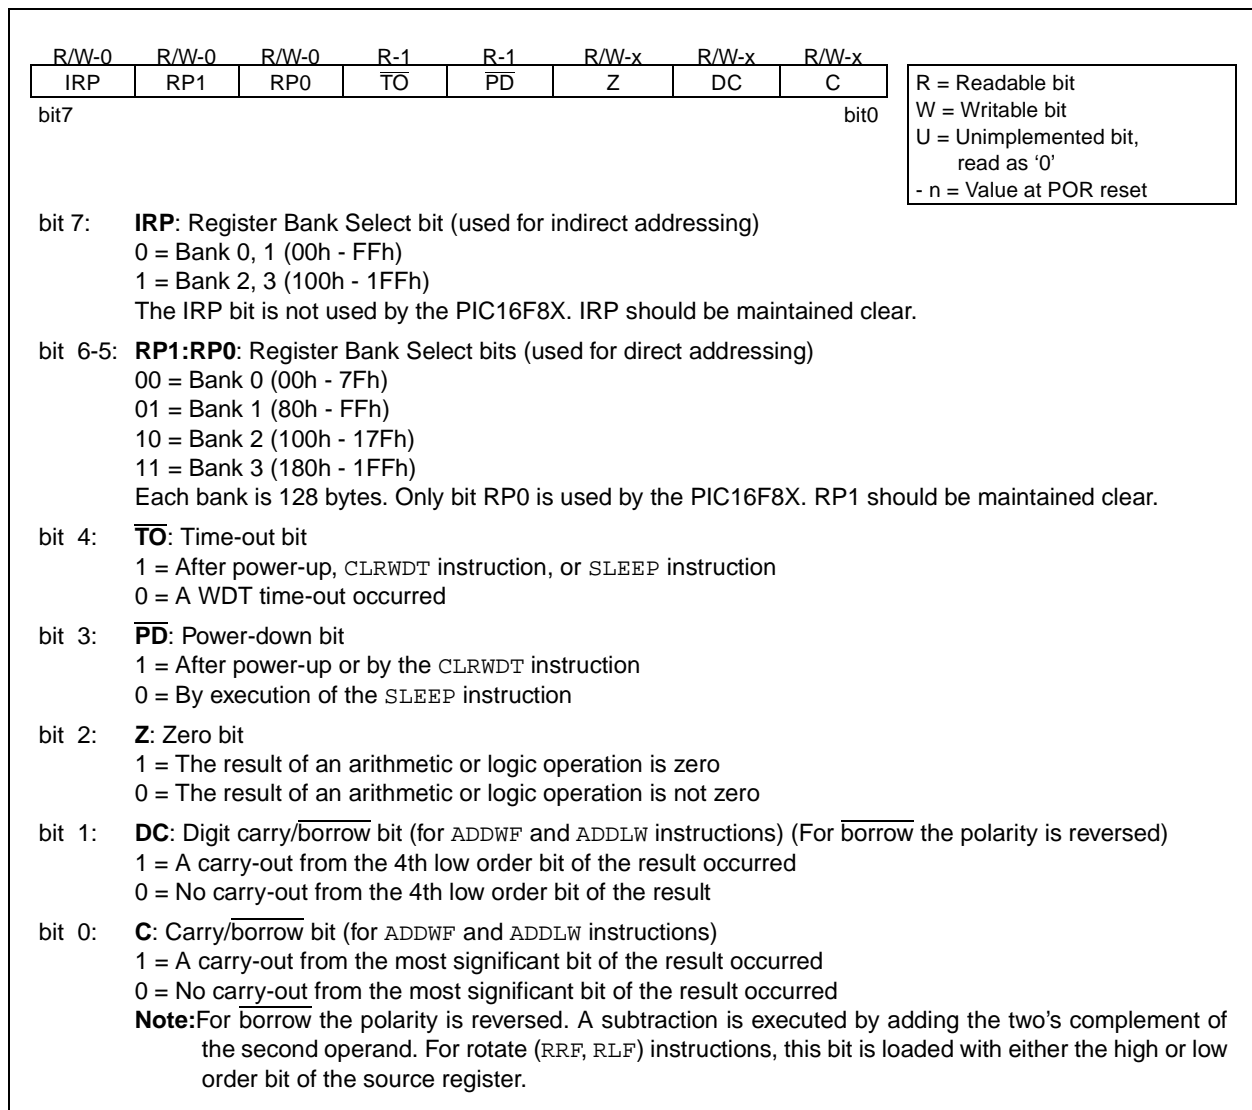 R/W-0 R/W-0 R/W-0 R-1 R-1 R/W-x R/W-x R/W-x
IRP RP1 RP0 T̅O̅ P̅D̅ Z DC C
bit7 bit0
R = Readable bit
W = Writable bit
U = Unimplemented bit,
read as ‘0’
- n = Value at POR reset
bit 7: IRP: Register Bank Select bit (used for indirect addressing)
0 = Bank 0, 1 (00h - FFh)
1 = Bank 2, 3 (100h - 1FFh)
The IRP bit is not used by the PIC16F8X. IRP should be maintained clear.
bit 6-5: RP1:RP0: Register Bank Select bits (used for direct addressing)
00 = Bank 0 (00h - 7Fh)
01 = Bank 1 (80h - FFh)
10 = Bank 2 (100h - 17Fh)
11 = Bank 3 (180h - 1FFh)
Each bank is 128 bytes. Only bit RP0 is used by the PIC16F8X. RP1 should be maintained clear.
bit 4: T̅O̅: Time-out bit
1 = After power-up, CLRWDT instruction, or SLEEP instruction
0 = A WDT time-out occurred
bit 3: P̅D̅: Power-down bit
1 = After power-up or by the CLRWDT instruction
0 = By execution of the SLEEP instruction
bit 2: Z: Zero bit
1 = The result of an arithmetic or logic operation is zero
0 = The result of an arithmetic or logic operation is not zero
bit 1: DC: Digit carry/b̅o̅r̅r̅o̅w̅ bit (for ADDWF and ADDLW instructions) (For b̅o̅r̅r̅o̅w̅ the polarity is reversed)
1 = A carry-out from the 4th low order bit of the result occurred
0 = No carry-out from the 4th low order bit of the result
bit 0: C: Carry/b̅o̅r̅r̅o̅w̅ bit (for ADDWF and ADDLW instructions)
1 = A carry-out from the most significant bit of the result occurred
0 = No carry-out from the most significant bit of the result occurred
Note:For b̅o̅r̅r̅o̅w̅ the polarity is reversed. A subtraction is executed by adding the two’s complement of
the second operand. For rotate (RRF, RLF) instructions, this bit is loaded with either the high or low
order bit of the source register.